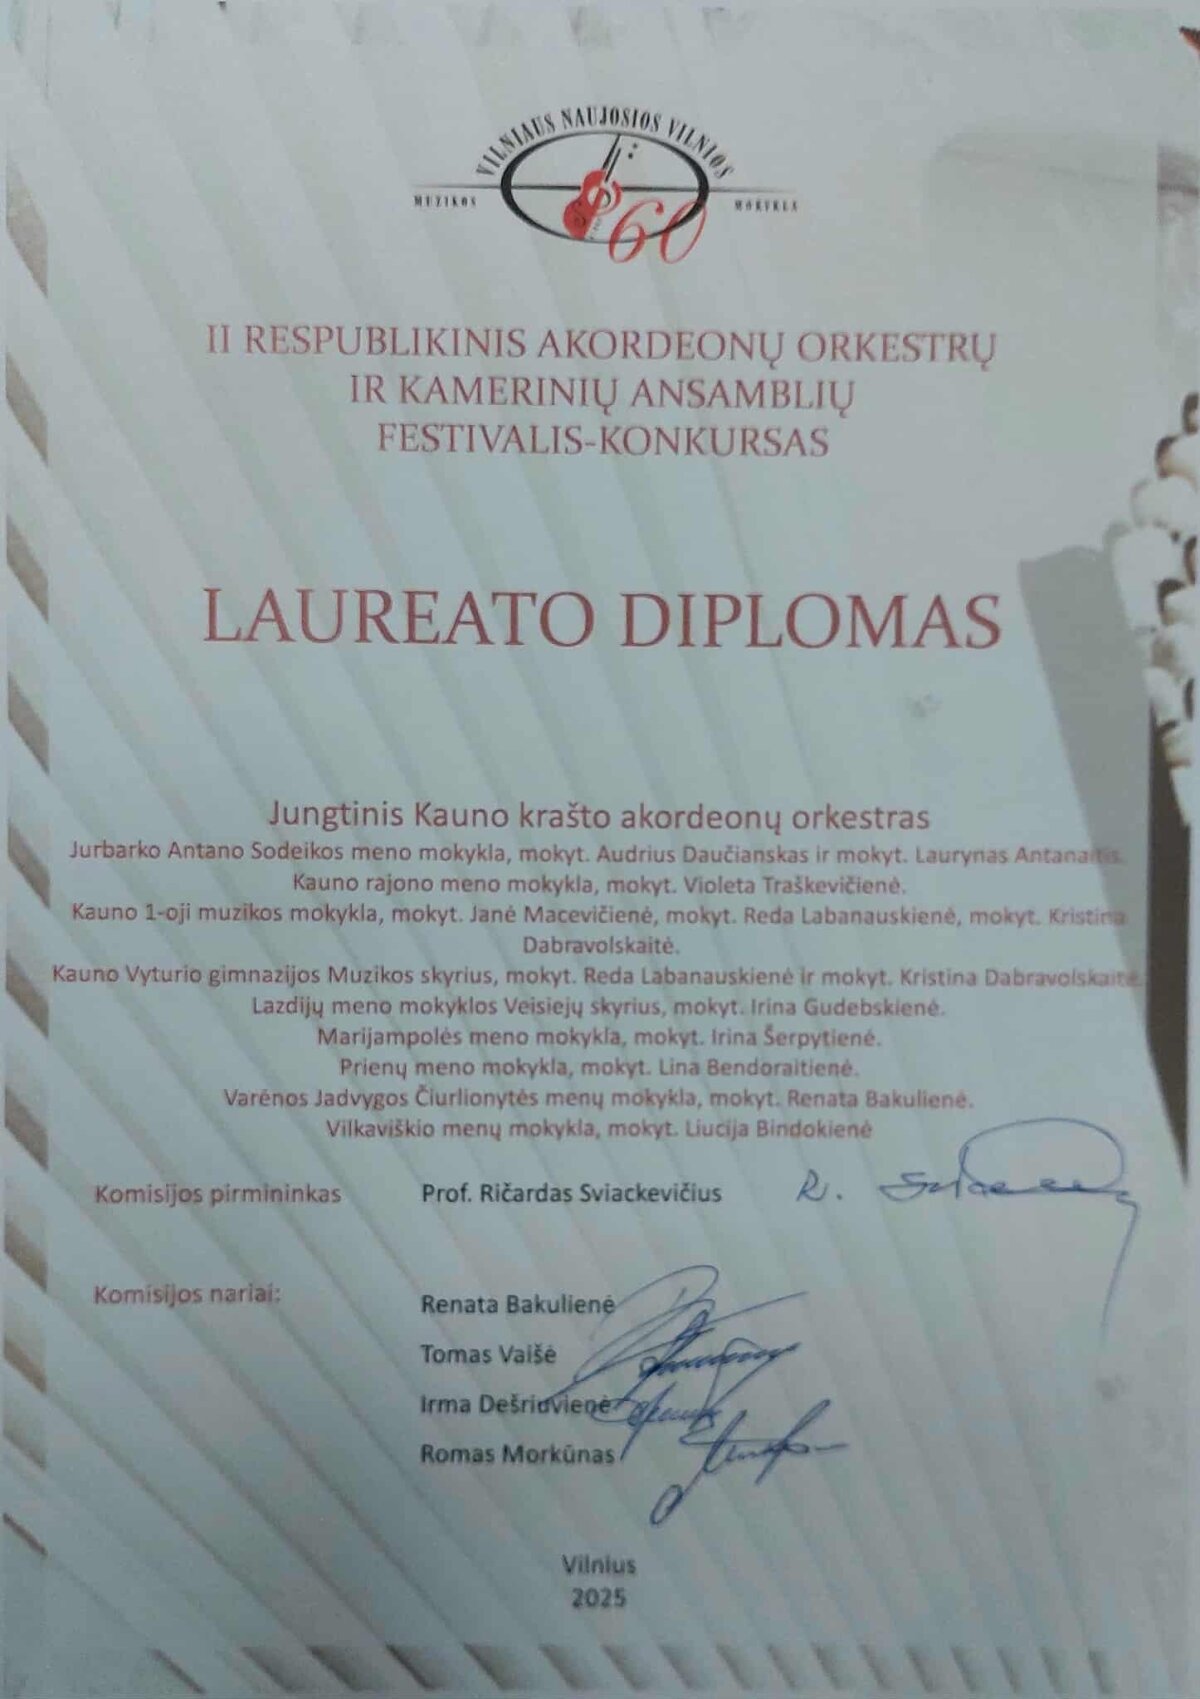 VILNIAUS NAUJOSIOS VILNIOS
MUZIKOS MOKYKLA
60
II RESPUBLIKINIS AKORDEONŲ ORKESTRŲ
IR KAMERINIŲ ANSAMBLIŲ
FESTIVALIS-KONKURSAS
LAUREATO DIPLOMAS
Jungtinis Kauno krašto akordeonų orkestras
Jurbarko Antano Sodeikos meno mokykla, mokyt. Audrius Daučianskas ir mokyt. Laurynas Antanaitis.
Kauno rajono meno mokykla, mokyt. Violeta Traškevičienė.
Kauno 1-oji muzikos mokykla, mokyt. Janė Macevičienė, mokyt. Reda Labanauskienė, mokyt. Kristina
Dabravolskaitė.
Kauno Vyturio gimnazijos Muzikos skyrius, mokyt. Reda Labanauskienė ir mokyt. Kristina Dabravolskaitė.
Lazdijų meno mokyklos Veisiejų skyrius, mokyt. Irina Gudebskienė.
Marijampolės meno mokykla, mokyt. Irina Šerpytienė.
Prienų meno mokykla, mokyt. Lina Bendoraitienė.
Varėnos Jadvygos Čiurlionytės menų mokykla, mokyt. Renata Bakulienė.
Vilkaviškio menų mokykla, mokyt. Liucija Bindokienė
Komisijos pirmininkas Prof. Ričardas Sviackevičius
Komisijos nariai:
Renata Bakulienė
Tomas Vaišė
Irma Dešriuvienė
Romas Morkūnas
Vilnius
2025